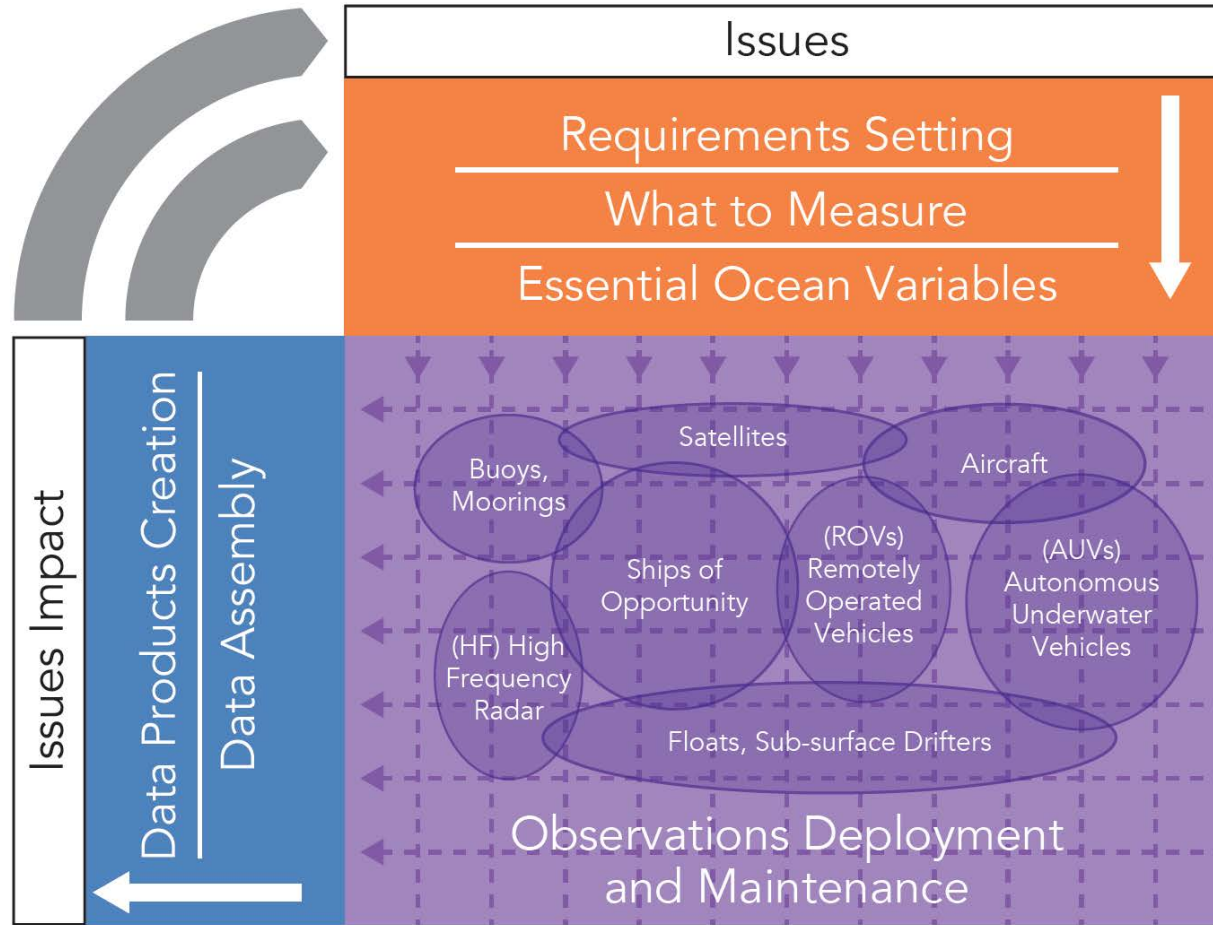 Issues
Requirements Setting
What to Measure
Essential Ocean Variables
Issues Impact
Data Products Creation
Data Assembly
Satellites
Aircraft
Buoys,
Moorings
Ships of
Opportunity
(ROVs)
Remotely
Operated
Vehicles
(AUVs)
Autonomous
Underwater
Vehicles
(HF) High
Frequency
Radar
Floats, Sub-surface Drifters
Observations Deployment
and Maintenance